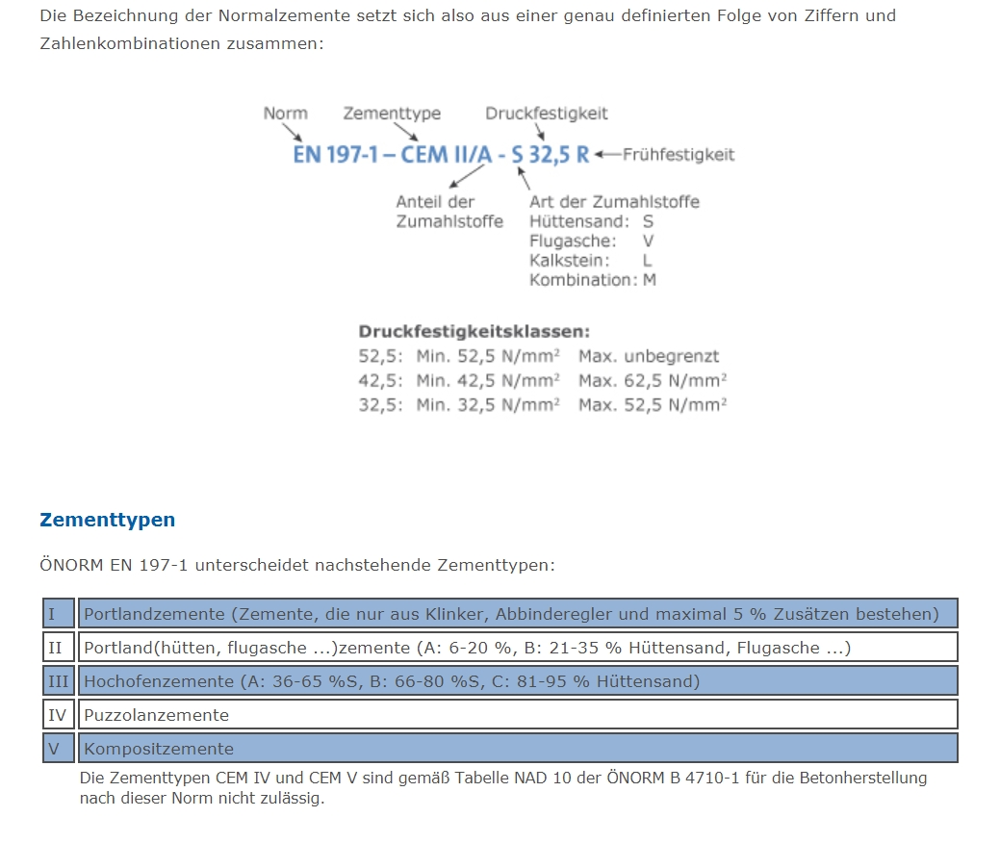 Die Bezeichnung der Normalzemente setzt sich also aus einer genau definierten Folge von Ziffern und
Zahlenkombinationen zusammen:
Norm Zementtype Druckfestigkeit
EN 197-1 – CEM II/A - S 32,5 R Frühfestigkeit
Anteil der Art der Zumahlstoffe
Zumahlstoffe Hüttensand: S
Flugasche: V
Kalkstein: L
Kombination: M
Druckfestigkeitsklassen:
52,5: Min. 52,5 N/mm² Max. unbegrenzt
42,5: Min. 42,5 N/mm² Max. 62,5 N/mm²
32,5: Min. 32,5 N/mm² Max. 52,5 N/mm²
Zementtypen
ÖNORM EN 197-1 unterscheidet nachstehende Zementtypen:
I Portlandzemente (Zemente, die nur aus Klinker, Abbinderegler und maximal 5 % Zusätzen bestehen)
II Portland(hütten, flugasche ...)zemente (A: 6-20 %, B: 21-35 % Hüttensand, Flugasche ...)
III Hochofenzemente (A: 36-65 %S, B: 66-80 %S, C: 81-95 % Hüttensand)
IV Puzzolanzemente
V Kompositzemente
Die Zementtypen CEM IV und CEM V sind gemäß Tabelle NAD 10 der ÖNORM B 4710-1 für die Betonherstellung
nach dieser Norm nicht zulässig.